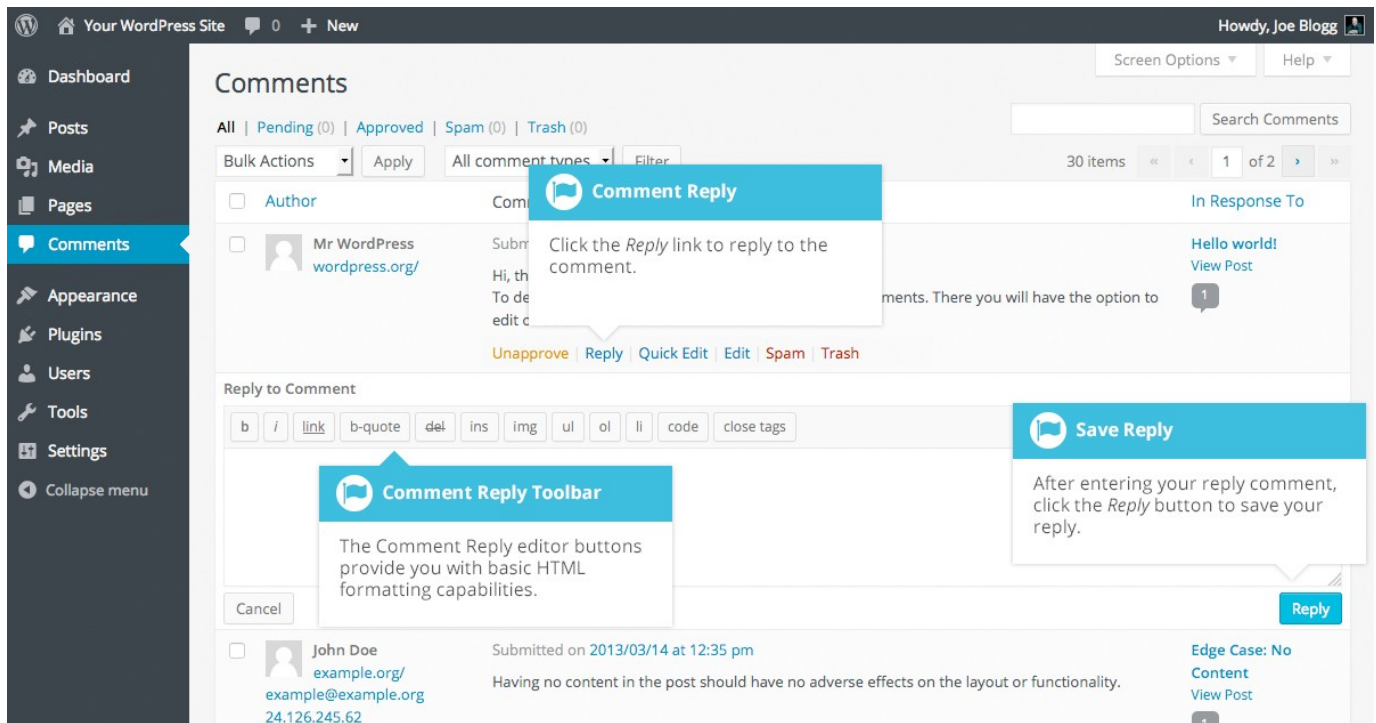 Your WordPress Site 0 + New Howdy, Joe Blogg
Screen Options Help
Dashboard
Posts
Media
Pages
Comments
Appearance
Plugins
Users
Tools
Settings
Collapse menu
Comments
All | Pending (0) | Approved | Spam (0) | Trash (0)
Search Comments
Bulk Actions Apply All comment types Filter 30 items « ‹ 1 of 2 › »
Author Com In Response To
Mr WordPress
wordpress.org/
Subm
Hi, th
To de ments. There you will have the option to
edit
Hello world!
View Post
1
Comment Reply
Click the Reply link to reply to the
comment.
Unapprove | Reply | Quick Edit | Edit | Spam | Trash
Reply to Comment
b i link b-quote del ins img ul ol li code close tags
Comment Reply Toolbar
The Comment Reply editor buttons
provide you with basic HTML
formatting capabilities.
Save Reply
After entering your reply comment,
click the Reply button to save your
reply.
Cancel Reply
John Doe
example.org/
example@example.org
24.126.245.62
Submitted on 2013/03/14 at 12:35 pm
Having no content in the post should have no adverse effects on the layout or functionality.
Edge Case: No
Content
View Post
1